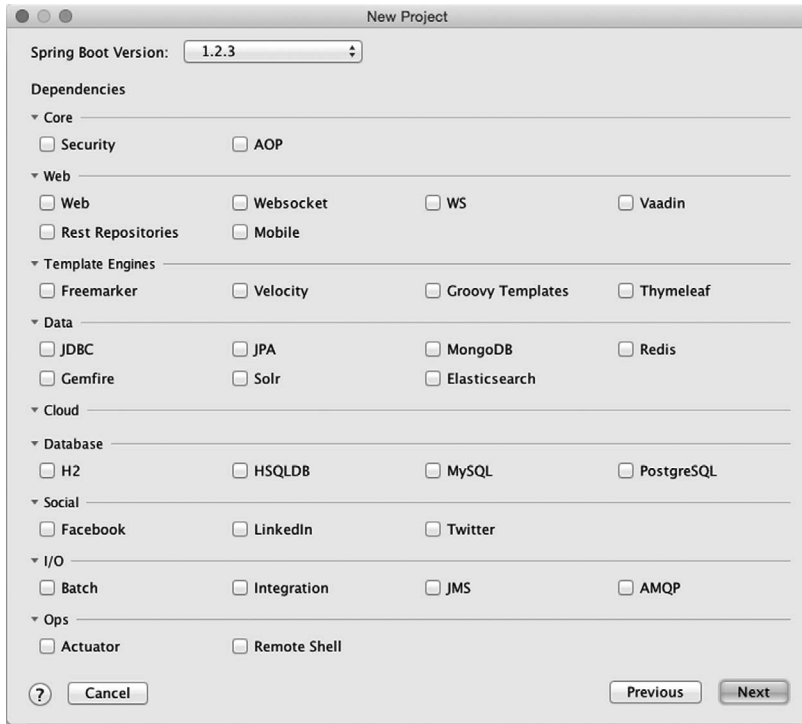 New Project
Spring Boot Version: 1.2.3
Dependencies
Core
Security AOP
Web
Web Websocket WS Vaadin
Rest Repositories Mobile
Template Engines
Freemarker Velocity Groovy Templates Thymeleaf
Data
JDBC JPA MongoDB Redis
Gemfire Solr Elasticsearch
Cloud
Database
H2 HSQLDB MySQL PostgreSQL
Social
Facebook LinkedIn Twitter
I/O
Batch Integration JMS AMQP
Ops
Actuator Remote Shell
? Cancel Previous Next